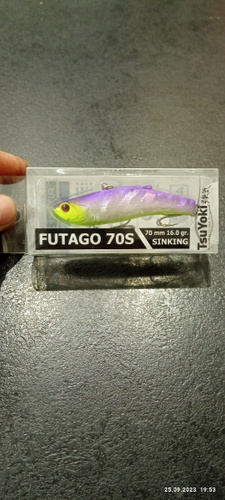 FUTAGO 70S
70 mm 16.0 gr.
SINKING
TsuYoki
25.09.2023 19:53